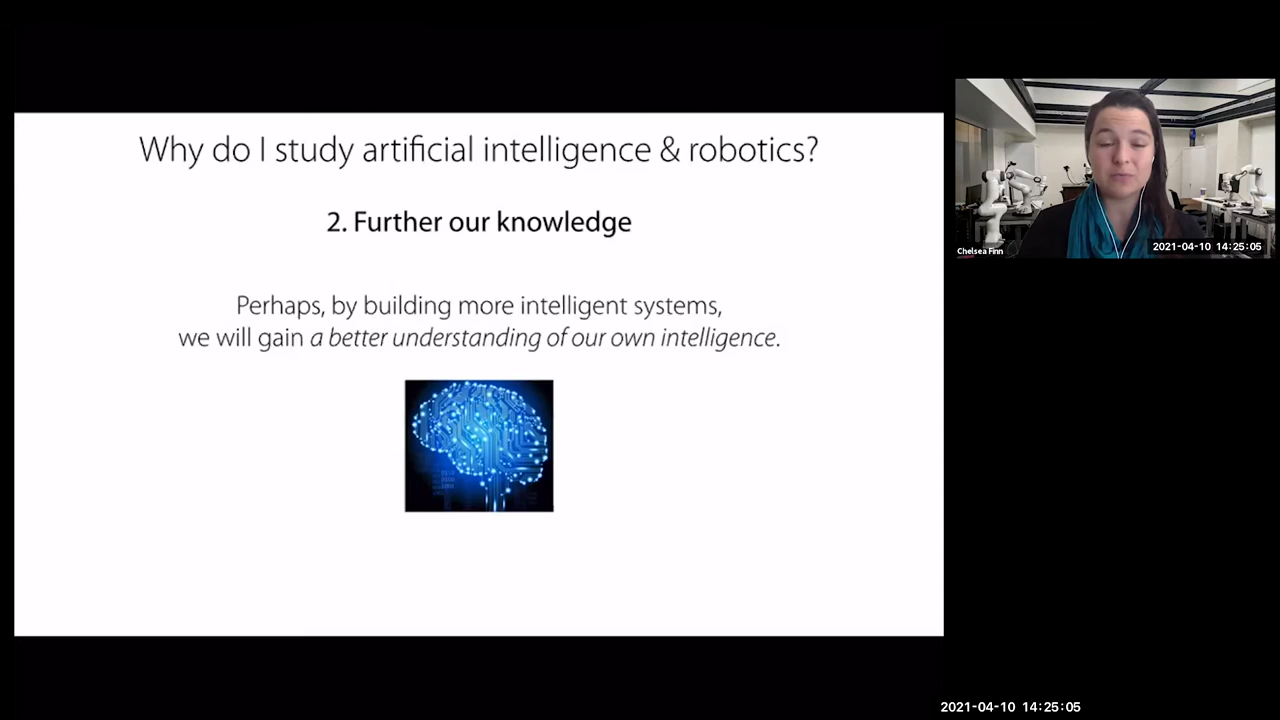 Why do I study artificial intelligence & robotics?
2. Further our knowledge
Perhaps, by building more intelligent systems,
we will gain a better understanding of our own intelligence.
Chelsea Finn
2021-04-10 14:25:05
2021-04-10 14:25:05